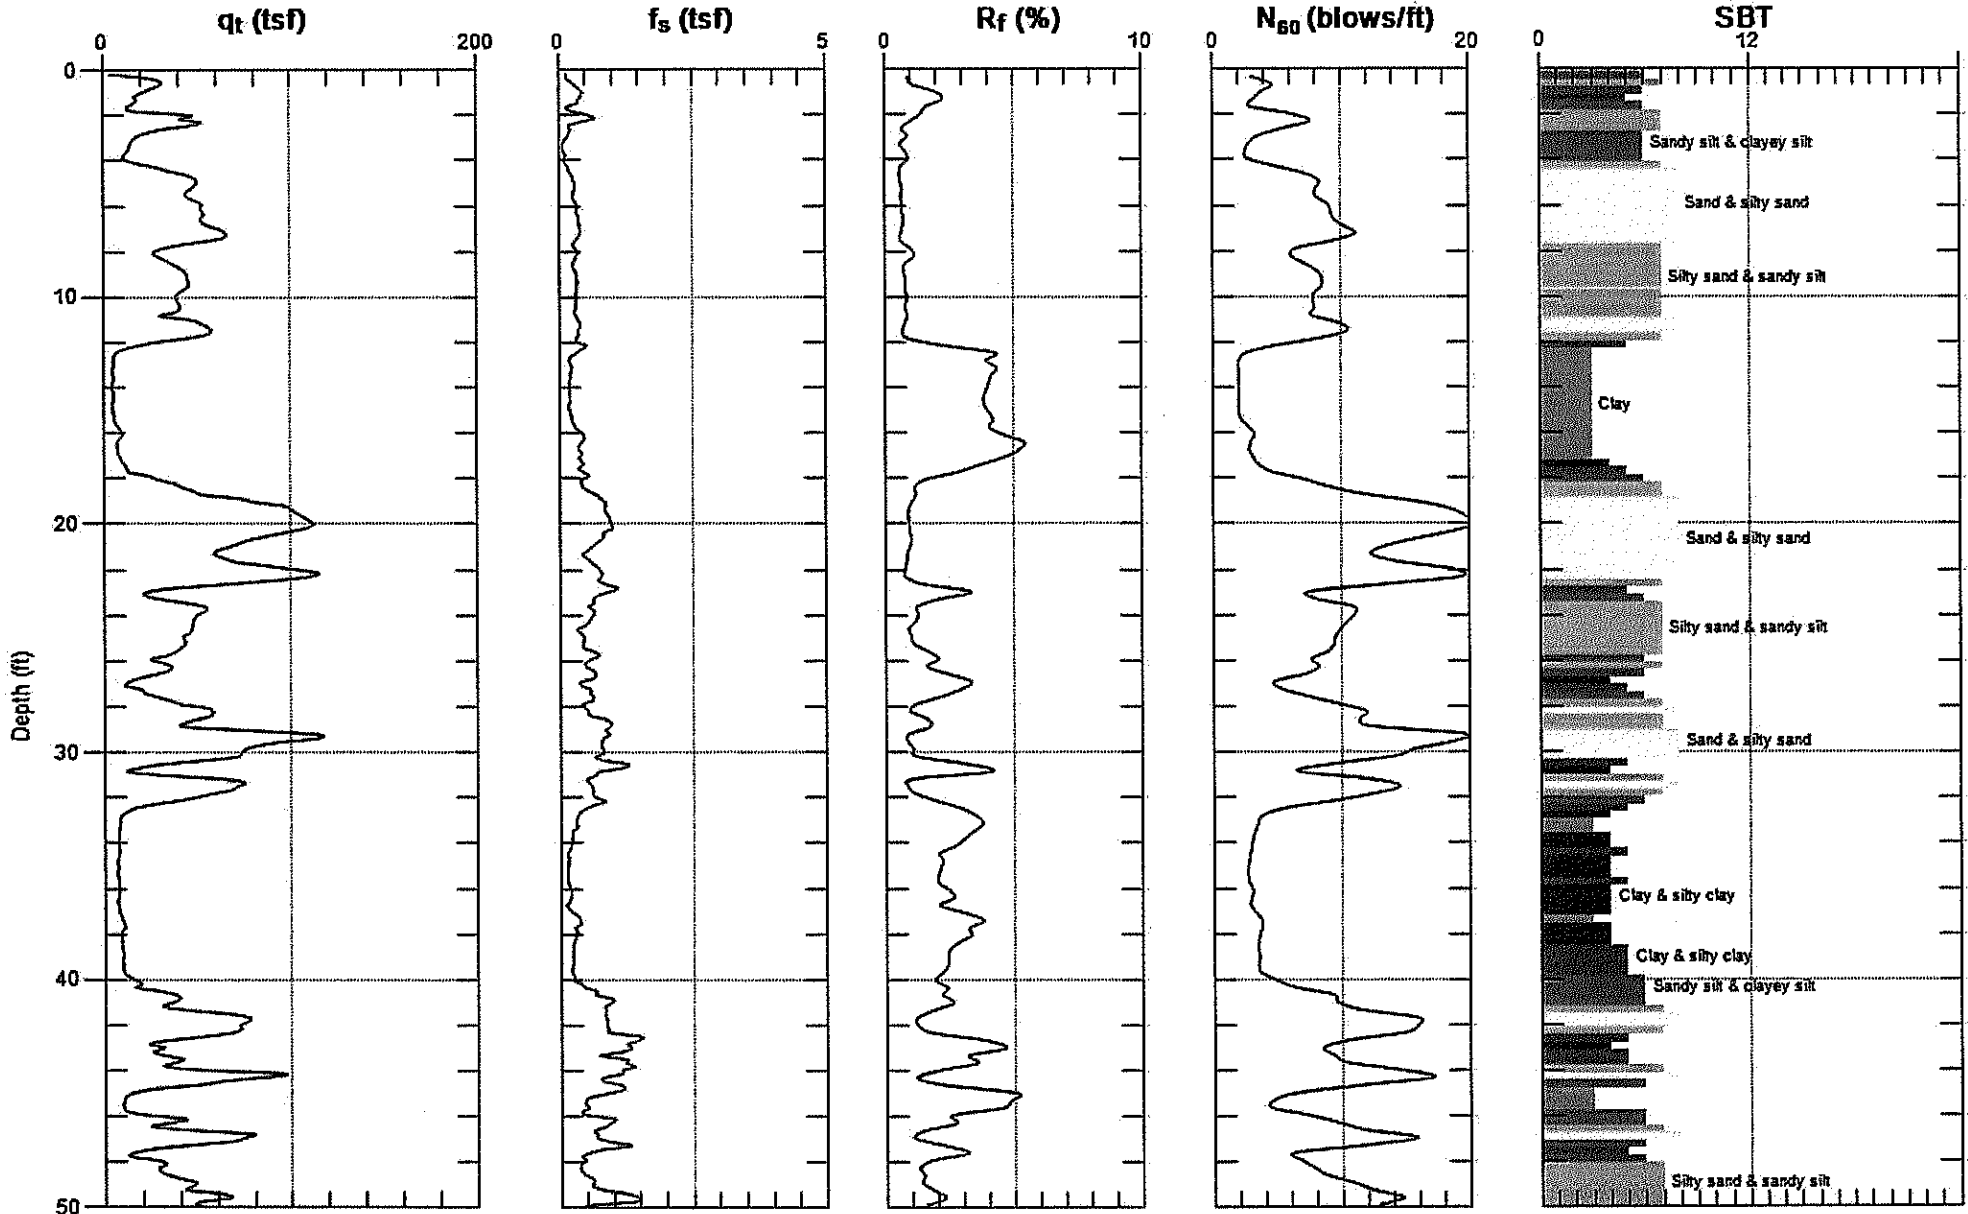 qt (tsf)
fs (tsf)
Rf (%)
N60 (blows/ft)
SBT
0
200
0
5
0
10
0
20
0
12
0
10
20
30
40
50
Depth (ft)
Sandy silt & clayey silt
Sand & silty sand
Silty sand & sandy silt
Clay
Sand & silty sand
Silty sand & sandy silt
Sand & silty sand
Clay & silty clay
Clay & silty clay
Sandy silt & clayey silt
Silty sand & sandy silt